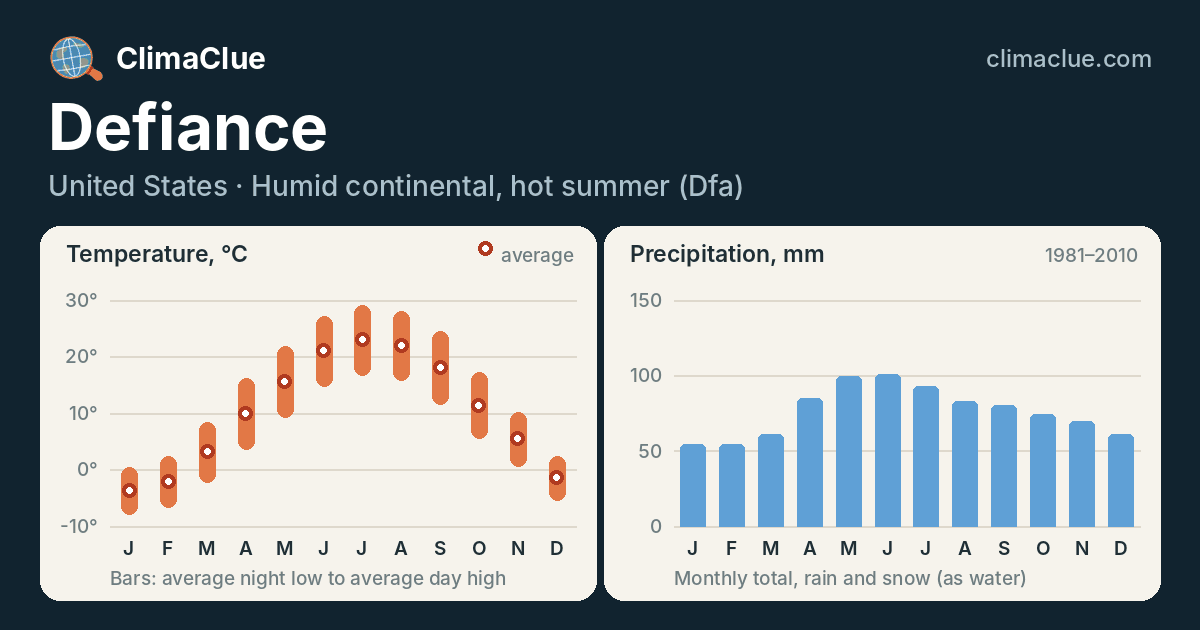 ClimaClue
climaclue.com
Defiance
United States · Humid continental, hot summer (Dfa)
Temperature, °C
average
30°
20°
10°
0°
-10°
J F M A M J J A S O N D
Bars: average night low to average day high
Precipitation, mm
1981–2010
150
100
50
0
J F M A M J J A S O N D
Monthly total, rain and snow (as water)